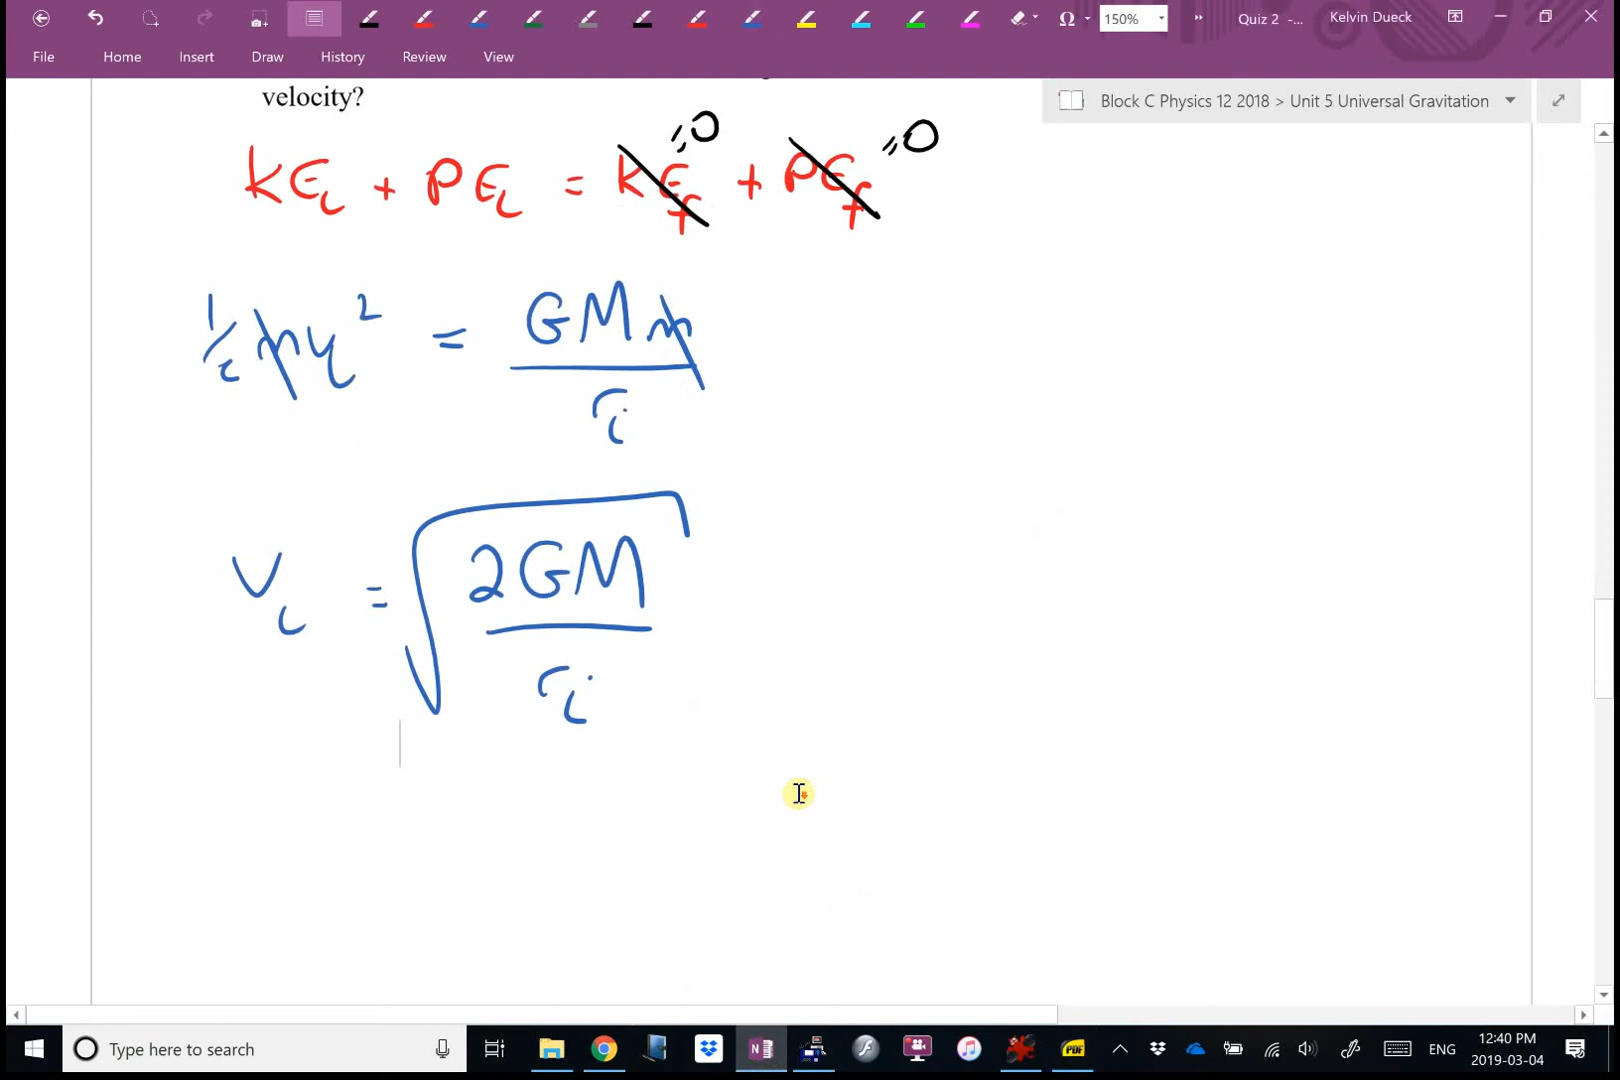 150%
Quiz 2 -...
Kelvin Dueck
File Home Insert Draw History Review View
velocity?
Block C Physics 12 2018 > Unit 5 Universal Gravitation
KEi + PEi = KEf =0 + PEf =0
1/2 mvi² = GMm / ri
Vi = √(2GM / ri)
Type here to search
ENG
12:40 PM
2019-03-04